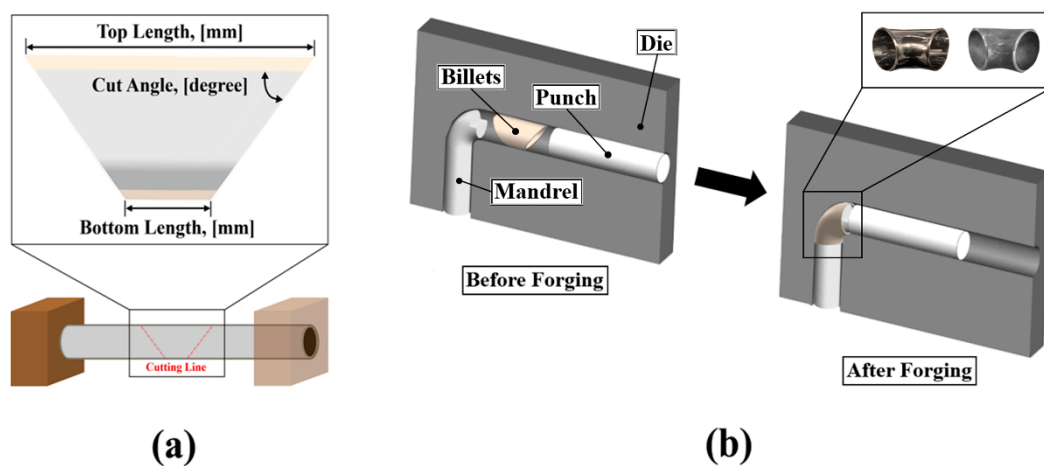 Top Length, [mm]
Cut Angle, [degree]
Bottom Length, [mm]
Cutting Line
(a)
Die
Billets
Punch
Mandrel
Before Forging
After Forging
(b)